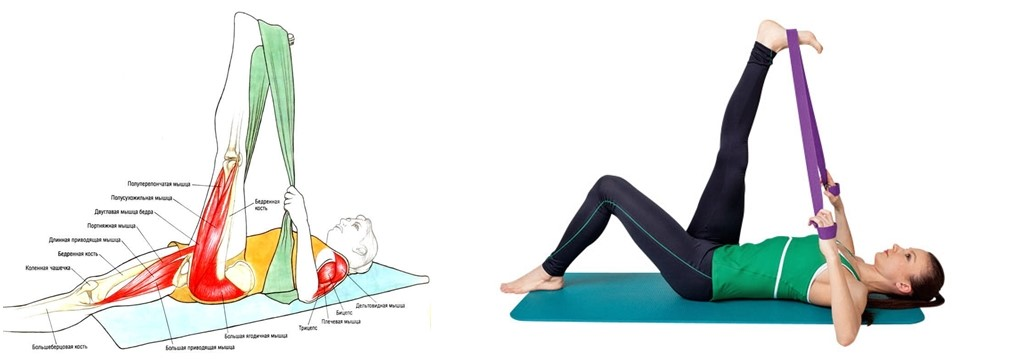 Полуперепончатая мышца
Полусухожильная мышца
Двуглавая мышца бедра
Портняжная мышца
Длинная приводящая мышца
Бедренная кость
Коленная чашечка
Бедренная
кость
Дельтовидная мышца
Бицепс
Плечевая мышца
Трицепс
Большая ягодичная мышца
Большая приводящая мышца
Большеберцовая кость